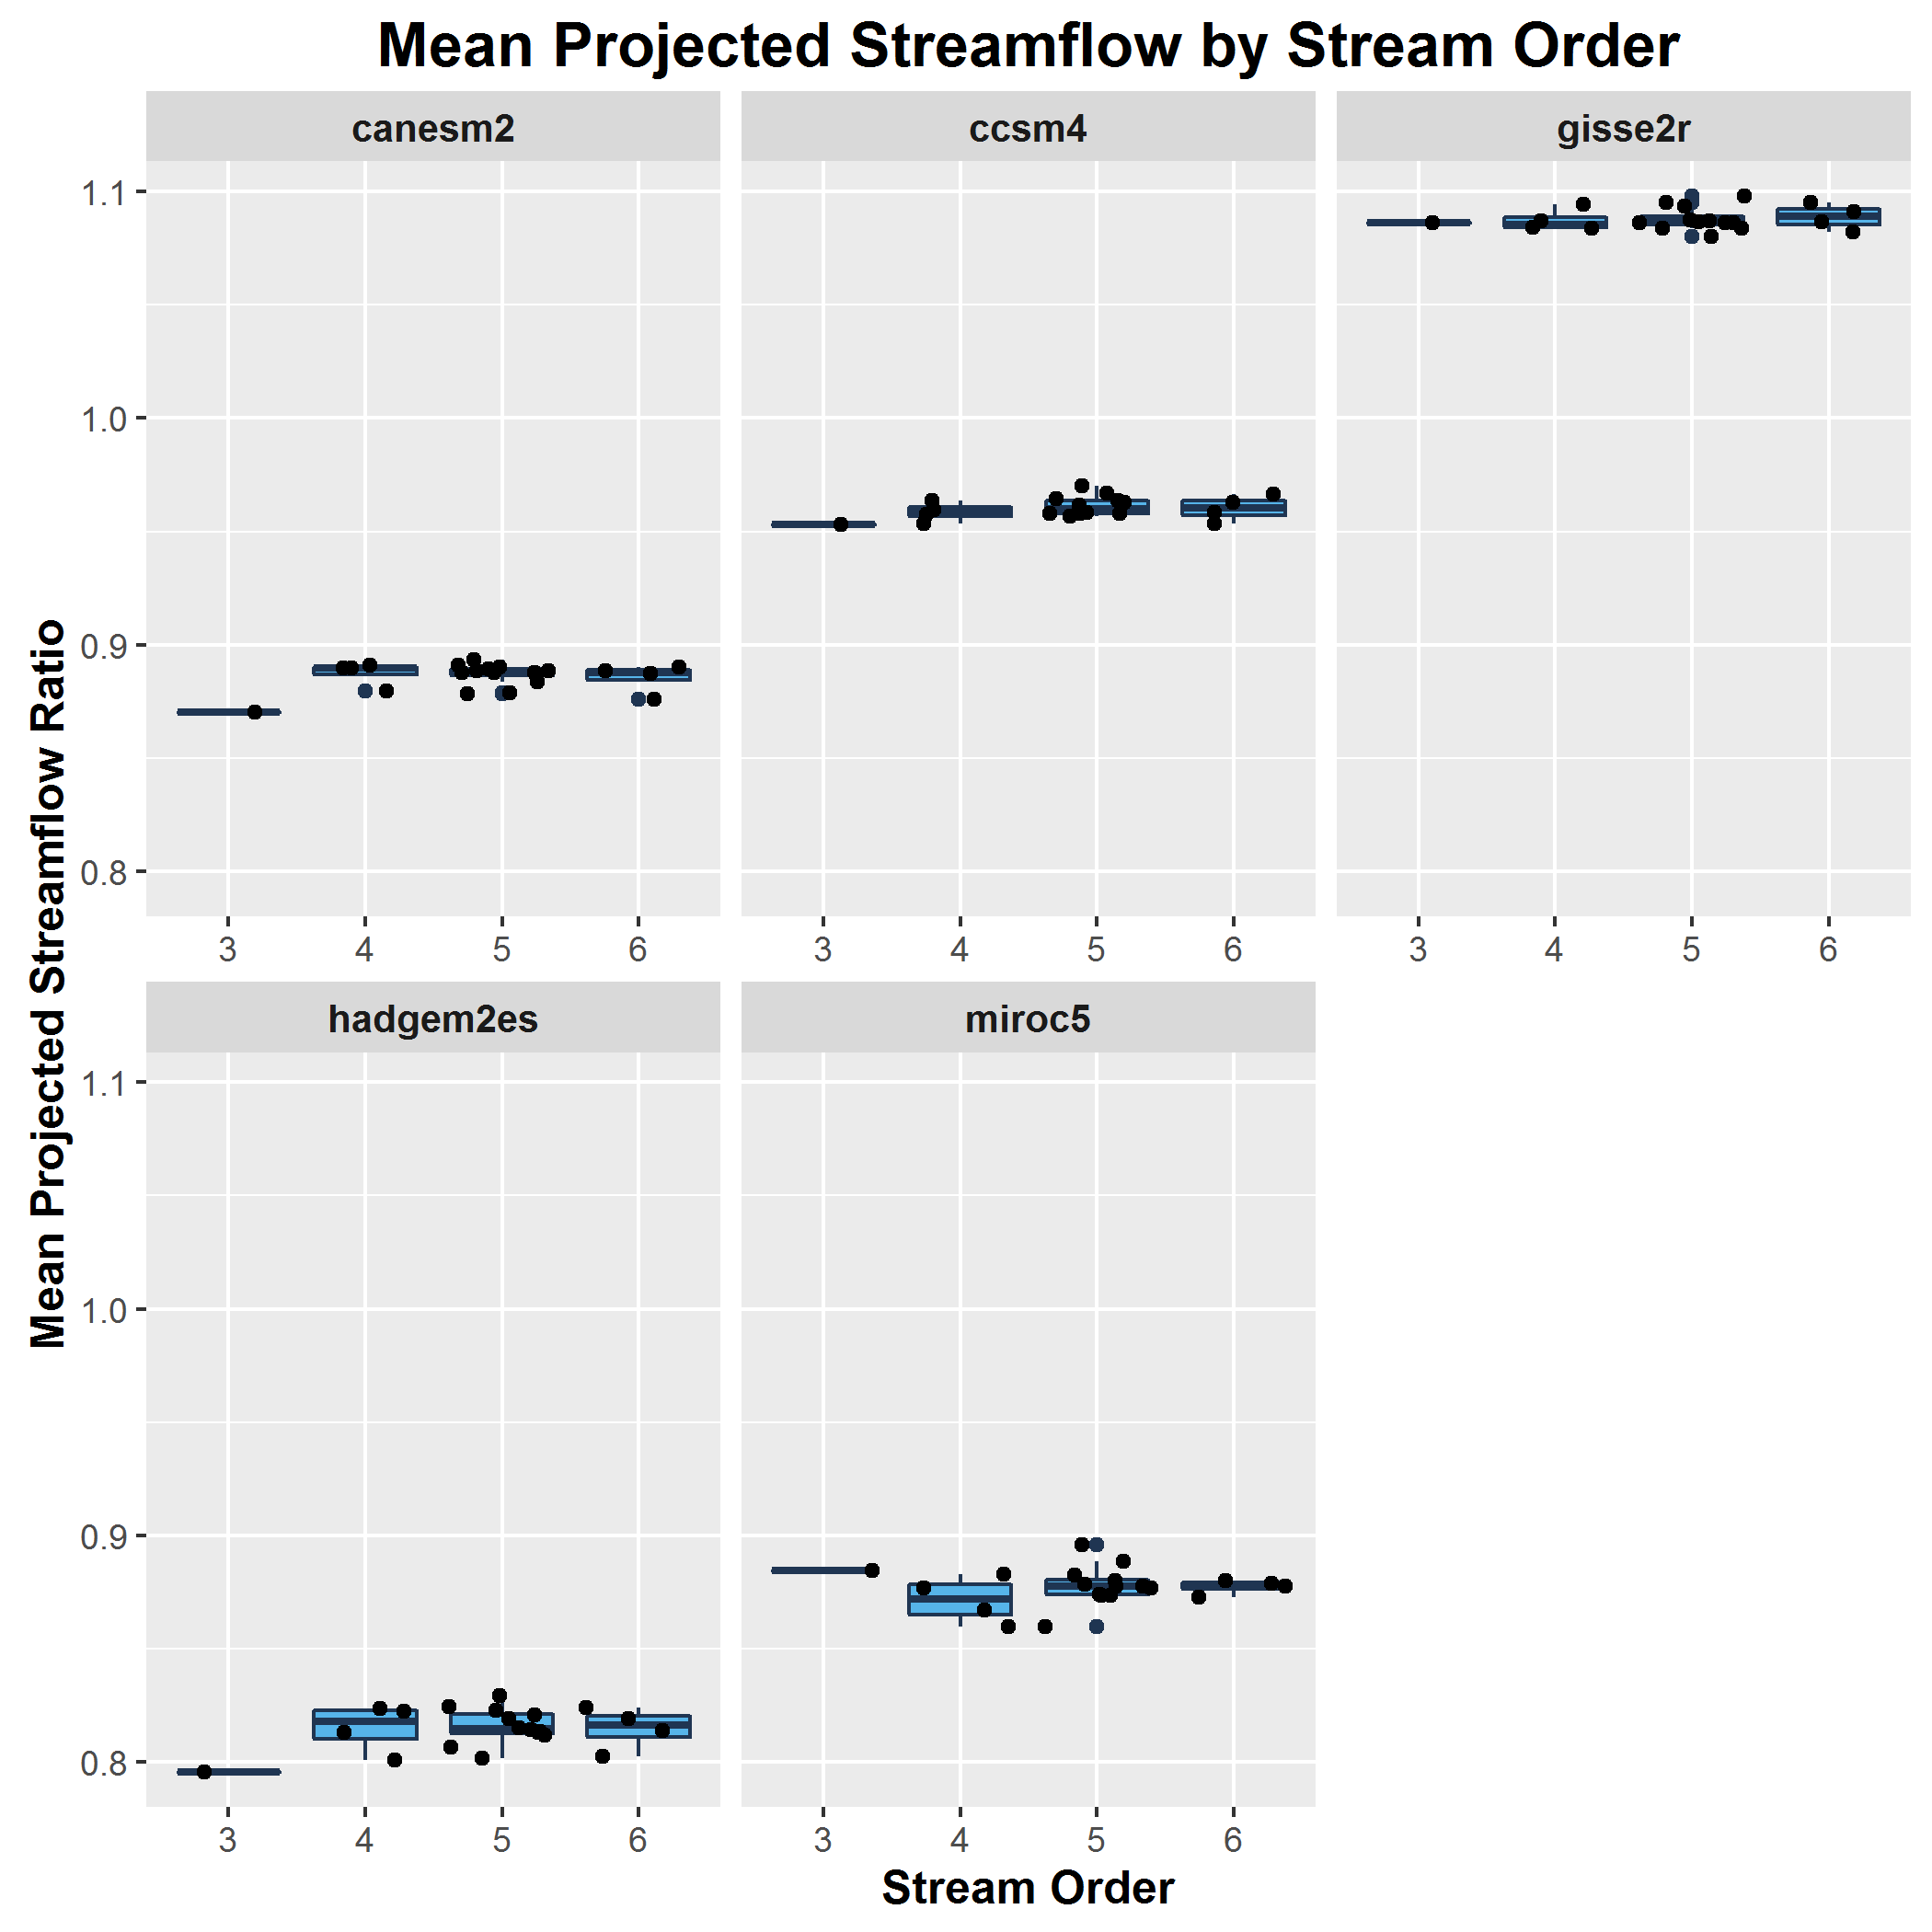 Mean Projected Streamflow by Stream Order
canesm2
ccsm4
gisse2r
1.1
1.0
0.9
0.8
3 4 5 6
3 4 5 6
3 4 5 6
Mean Projected Streamflow Ratio
hadgem2es
miroc5
1.1
1.0
0.9
0.8
3 4 5 6
3 4 5 6
Stream Order